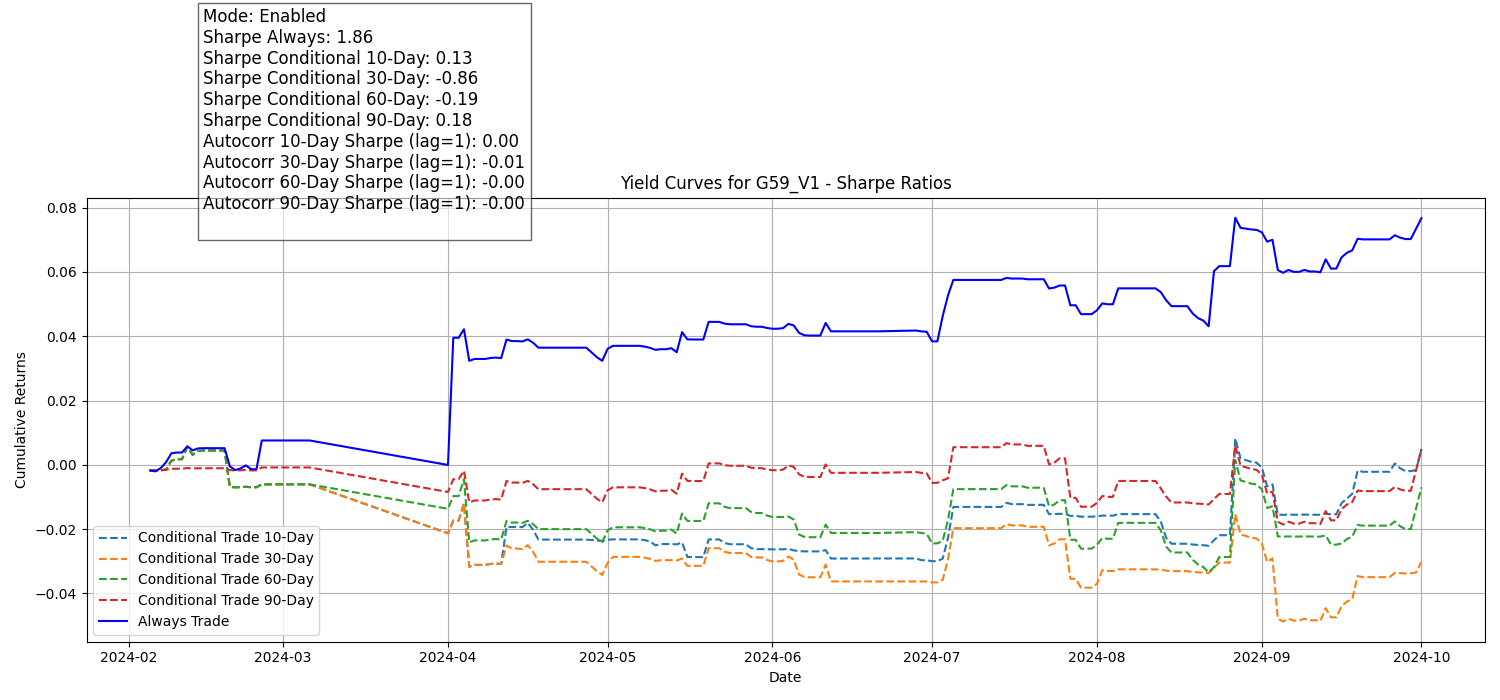 Mode: Enabled
Sharpe Always: 1.86
Sharpe Conditional 10-Day: 0.13
Sharpe Conditional 30-Day: -0.86
Sharpe Conditional 60-Day: -0.19
Sharpe Conditional 90-Day: 0.18
Autocorr 10-Day Sharpe (lag=1): 0.00
Autocorr 30-Day Sharpe (lag=1): -0.01
Autocorr 60-Day Sharpe (lag=1): -0.00
Autocorr 90-Day Sharpe (lag=1): -0.00
Yield Curves for G59_V1 - Sharpe Ratios
Cumulative Returns
0.08
0.06
0.04
0.02
0.00
−0.02
−0.04
Conditional Trade 10-Day
Conditional Trade 30-Day
Conditional Trade 60-Day
Conditional Trade 90-Day
Always Trade
2024-02
2024-03
2024-04
2024-05
2024-06
2024-07
2024-08
2024-09
2024-10
Date